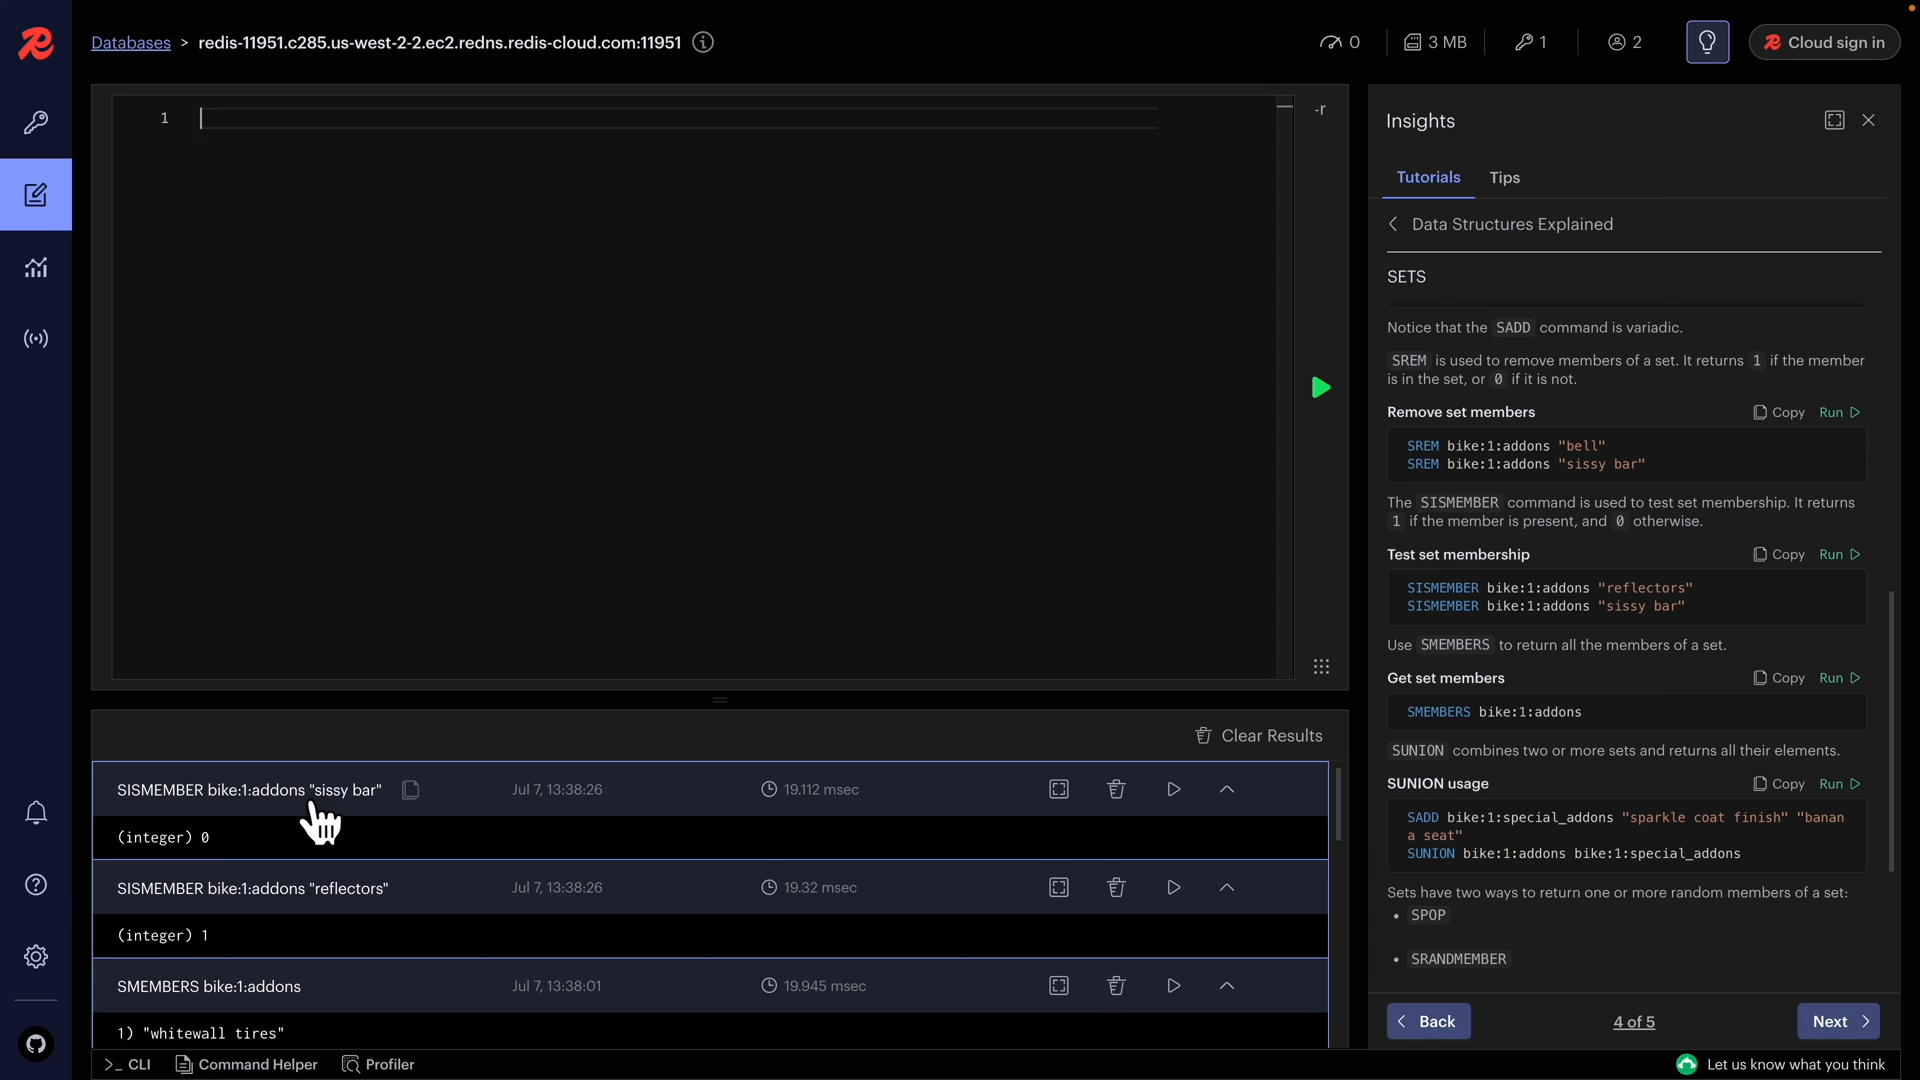 Databases > redis-11951.c285.us-west-2-2.ec2.redns.redis-cloud.com:11951
0
3 MB
1
2
Cloud sign in
1
-r
Clear Results
SISMEMBER bike:1:addons "sissy bar"
Jul 7, 13:38:26
19.112 msec
(integer) 0
SISMEMBER bike:1:addons "reflectors"
Jul 7, 13:38:26
19.32 msec
(integer) 1
SMEMBERS bike:1:addons
Jul 7, 13:38:01
19.945 msec
1) "whitewall tires"
>_ CLI
Command Helper
Profiler
Let us know what you think
Insights
Tutorials
Tips
Data Structures Explained
SETS
Notice that the SADD command is variadic.
SREM is used to remove members of a set. It returns 1 if the member
is in the set, or 0 if it is not.
Remove set members
Copy
Run
SREM bike:1:addons "bell"
SREM bike:1:addons "sissy bar"
The SISMEMBER command is used to test set membership. It returns
1 if the member is present, and 0 otherwise.
Test set membership
Copy
Run
SISMEMBER bike:1:addons "reflectors"
SISMEMBER bike:1:addons "sissy bar"
Use SMEMBERS to return all the members of a set.
Get set members
Copy
Run
SMEMBERS bike:1:addons
SUNION combines two or more sets and returns all their elements.
SUNION usage
Copy
Run
SADD bike:1:special_addons "sparkle coat finish" "banan
a seat"
SUNION bike:1:addons bike:1:special_addons
Sets have two ways to return one or more random members of a set:
• SPOP
• SRANDMEMBER
Back
4 of 5
Next